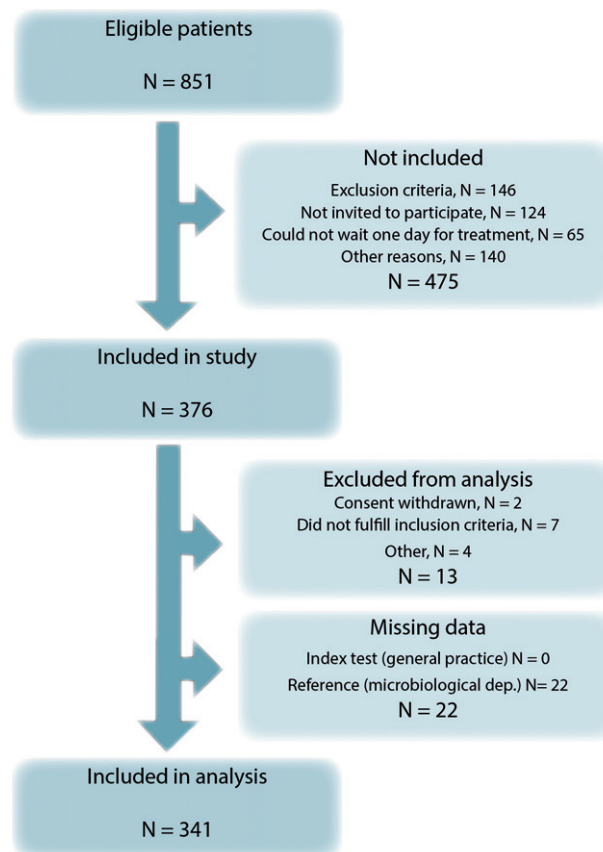 Eligible patients
N = 851
Not included
Exclusion criteria, N = 146
Not invited to participate, N = 124
Could not wait one day for treatment, N = 65
Other reasons, N = 140
N = 475
Included in study
N = 376
Excluded from analysis
Consent withdrawn, N = 2
Did not fulfill inclusion criteria, N = 7
Other, N = 4
N = 13
Missing data
Index test (general practice) N = 0
Reference (microbiological dep.) N= 22
N = 22
Included in analysis
N = 341